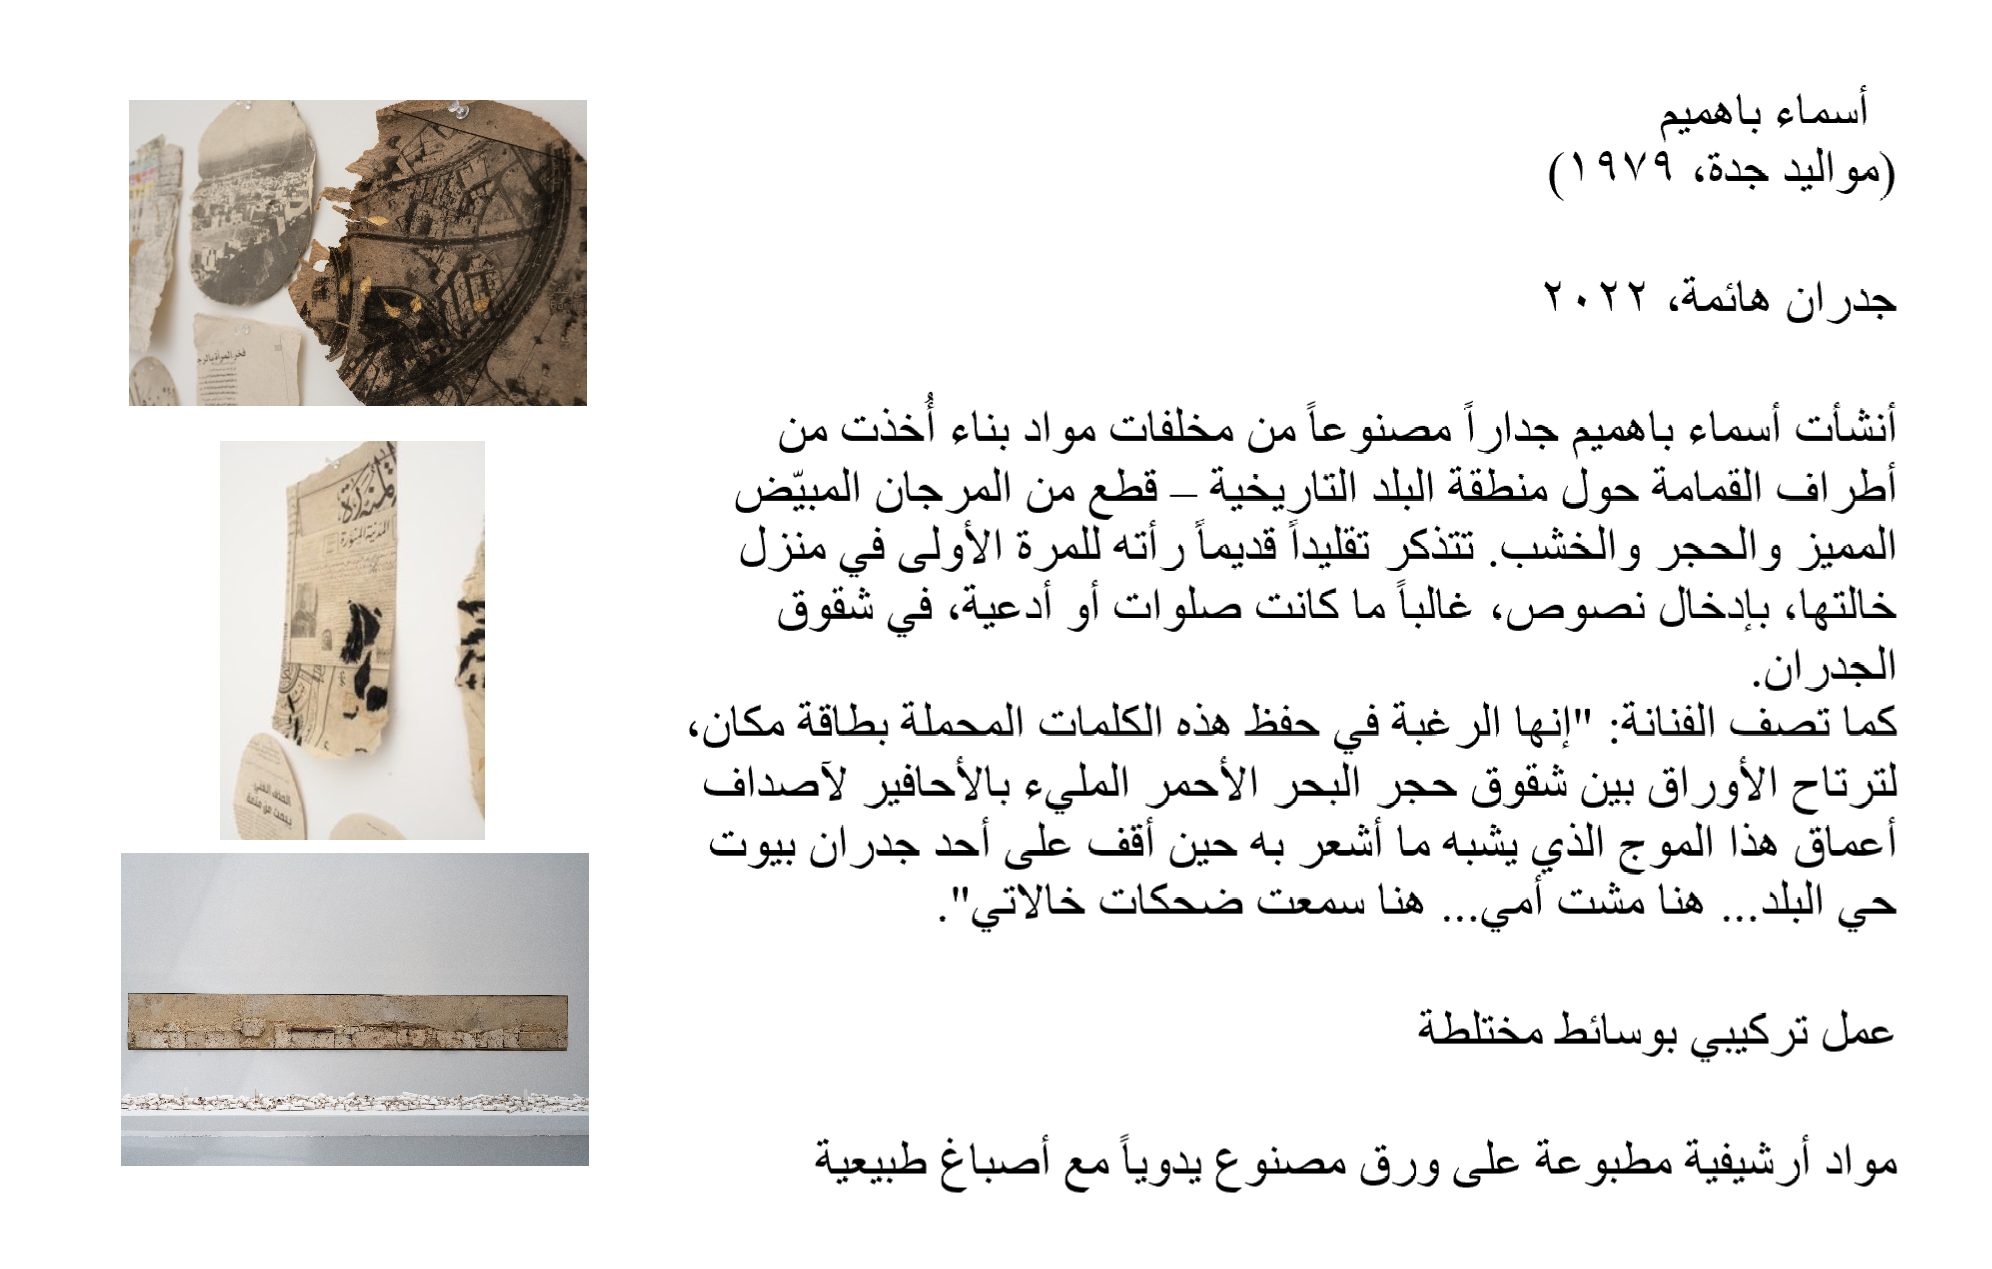 أسماء باهميم
(مواليد جدة، ١٩٧٩)
جدران هائمة، ٢٠٢٢
أنشأت أسماء باهميم جداراً مصنوعاً من مخلفات مواد بناء أُخذت من
أطراف القمامة حول منطقة البلد التاريخية – قطع من المرجان المبيّض
المميز والحجر والخشب. تتذكر تقليداً قديماً رأته للمرة الأولى في منزل
خالتها، بإدخال نصوص، غالباً ما كانت صلوات أو أدعية، في شقوق
الجدران.
كما تصف الفنانة: "إنها الرغبة في حفظ هذه الكلمات المحملة بطاقة مكان،
لترتاح الأوراق بين شقوق حجر البحر الأحمر المليء بالأحافير لآصداف
أعماق هذا الموج الذي يشبه ما أشعر به حين أقف على أحد جدران بيوت
حي البلد... هنا مشت أمي... هنا سمعت ضحكات خالاتي".
عمل تركيبي بوسائط مختلطة
مواد أرشيفية مطبوعة على ورق مصنوع يدوياً مع أصباغ طبيعية
المدينة المنورة